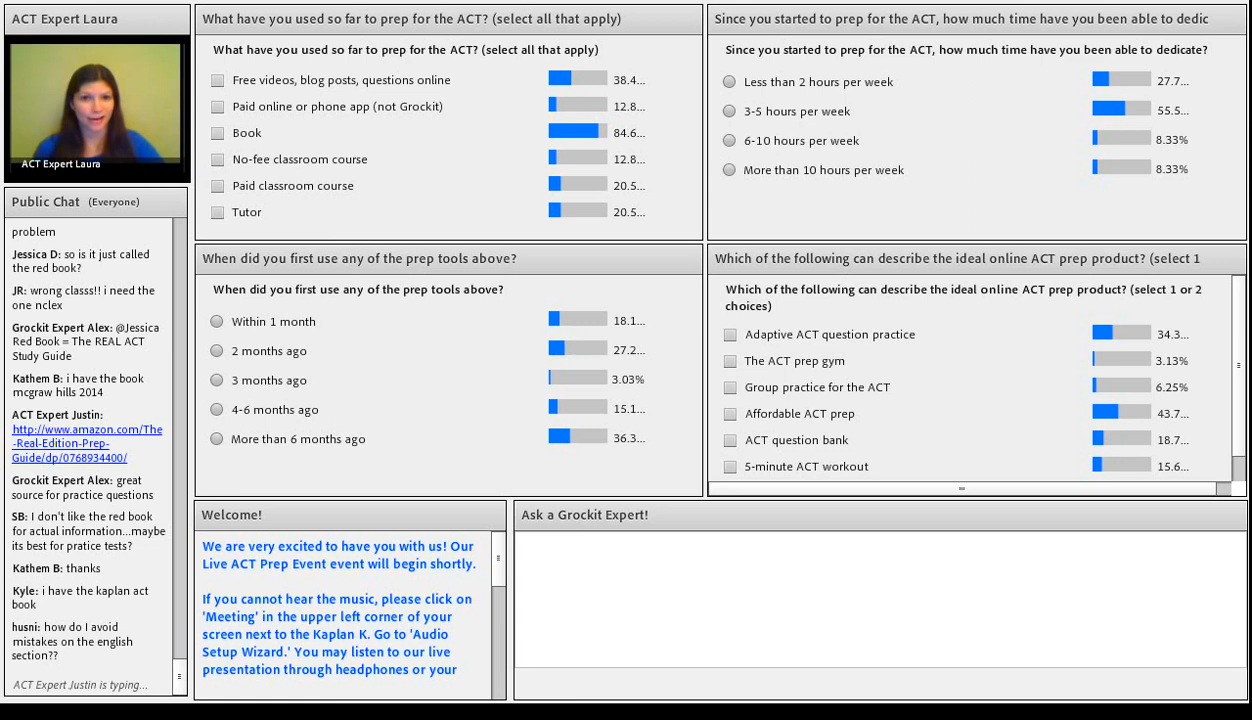 ACT Expert Laura
ACT Expert Laura
Public Chat (Everyone)
problem
Jessica D: so is it just called
the red book?
JR: wrong classs!! i need the
one nclex
Grockit Expert Alex: @Jessica
Red Book = The REAL ACT
Study Guide
Kathem B: i have the book
mcgraw hills 2014
ACT Expert Justin:
http://www.amazon.com/The
-Real-Edition-Prep-
Guide/dp/0768934400/
Grockit Expert Alex: great
source for practice questions
SB: I don't like the red book
for actual information...maybe
its best for pratice tests?
Kathem B: thanks
Kyle: i have the kaplan act
book
husni: how do I avoid
mistakes on the english
section??
ACT Expert Justin is typing...
What have you used so far to prep for the ACT? (select all that apply)
What have you used so far to prep for the ACT? (select all that apply)
Free videos, blog posts, questions online 38.4...
Paid online or phone app (not Grockit) 12.8...
Book 84.6...
No-fee classroom course 12.8...
Paid classroom course 20.5...
Tutor 20.5...
Since you started to prep for the ACT, how much time have you been able to dedic
Since you started to prep for the ACT, how much time have you been able to dedicate?
Less than 2 hours per week 27.7...
3-5 hours per week 55.5...
6-10 hours per week 8.33%
More than 10 hours per week 8.33%
When did you first use any of the prep tools above?
When did you first use any of the prep tools above?
Within 1 month 18.1...
2 months ago 27.2...
3 months ago 3.03%
4-6 months ago 15.1...
More than 6 months ago 36.3...
Which of the following can describe the ideal online ACT prep product? (select 1
Which of the following can describe the ideal online ACT prep product? (select 1 or 2
choices)
Adaptive ACT question practice 34.3...
The ACT prep gym 3.13%
Group practice for the ACT 6.25%
Affordable ACT prep 43.7...
ACT question bank 18.7...
5-minute ACT workout 15.6...
Welcome!
We are very excited to have you with us! Our
Live ACT Prep Event event will begin shortly.
If you cannot hear the music, please click on
'Meeting' in the upper left corner of your
screen next to the Kaplan K. Go to 'Audio
Setup Wizard.' You may listen to our live
presentation through headphones or your
Ask a Grockit Expert!